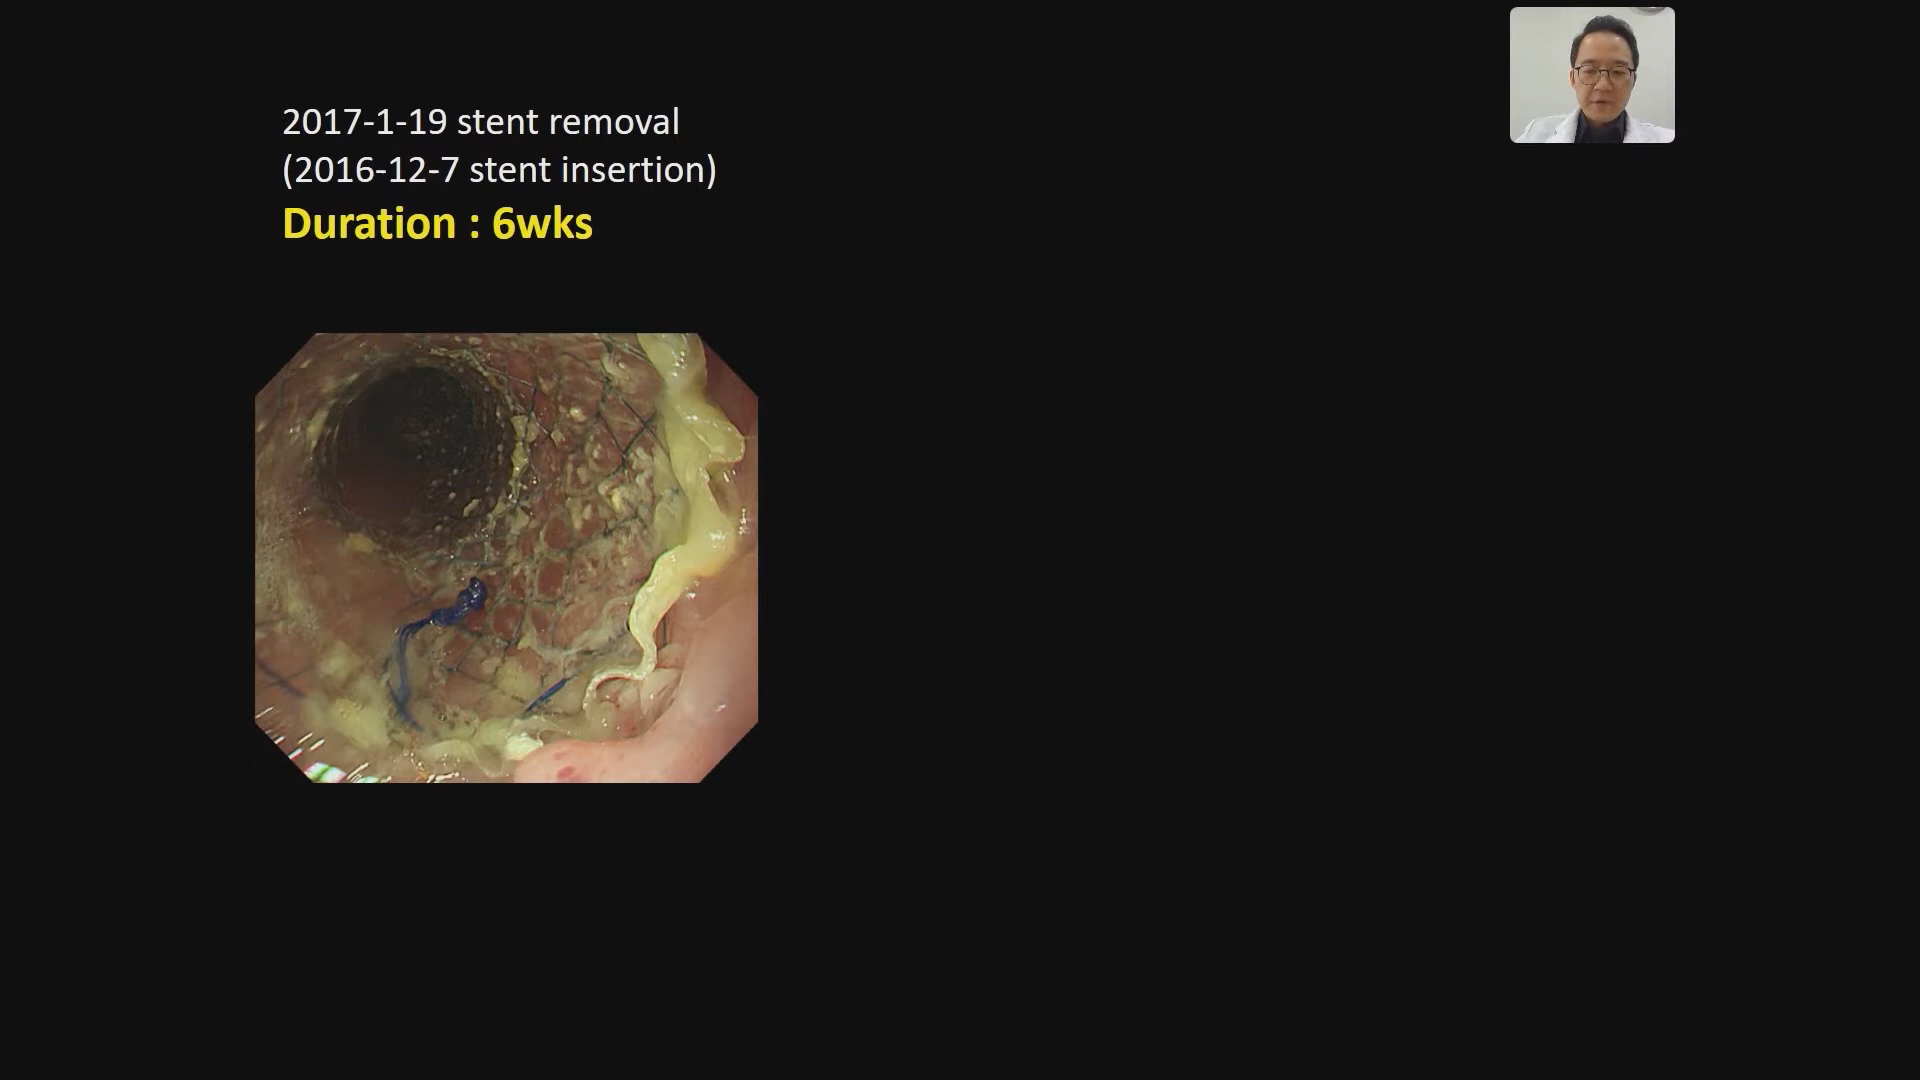 2017-1-19 stent removal
(2016-12-7 stent insertion)
Duration : 6wks